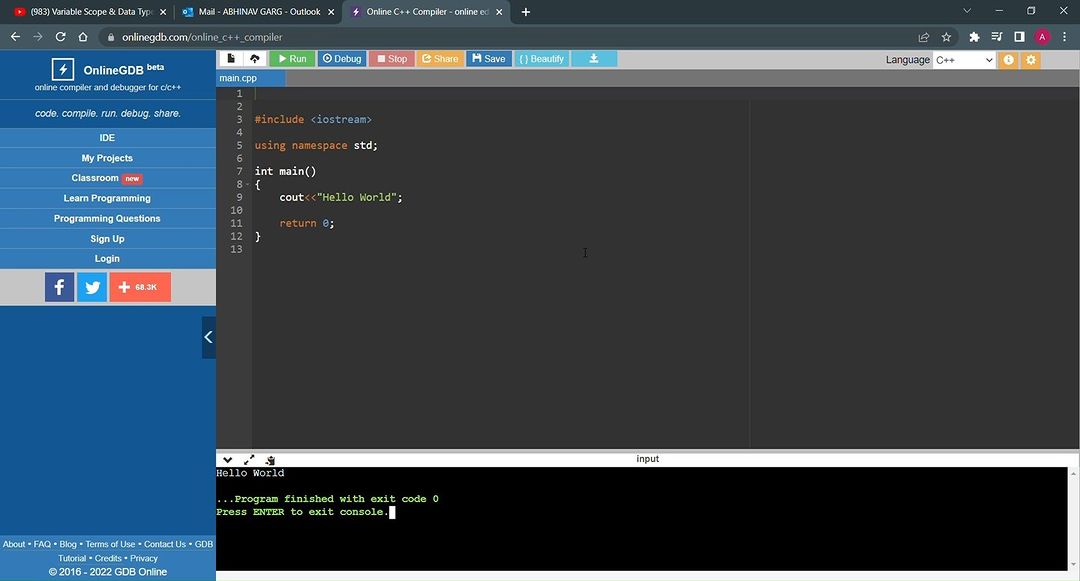 (983) Variable Scope & Data Typ
Mail - ABHINAV GARG - Outlook
Online C++ Compiler - online ed
onlinegdb.com/online_c++_compiler
A
OnlineGDB beta
online compiler and debugger for c/c++
code. compile. run. debug. share.
IDE
My Projects
Classroom new
Learn Programming
Programming Questions
Sign Up
Login
f
+ 68.3K
About • FAQ • Blog • Terms of Use • Contact Us • GDB
Tutorial • Credits • Privacy
© 2016 - 2022 GDB Online
Run Debug Stop Share Save { } Beautify
Language C++
main.cpp
1
2
3 #include <iostream>
4
5 using namespace std;
6
7 int main()
8 {
9     cout<<"Hello World";
10
11     return 0;
12 }
13
input
Hello World
...Program finished with exit code 0
Press ENTER to exit console.